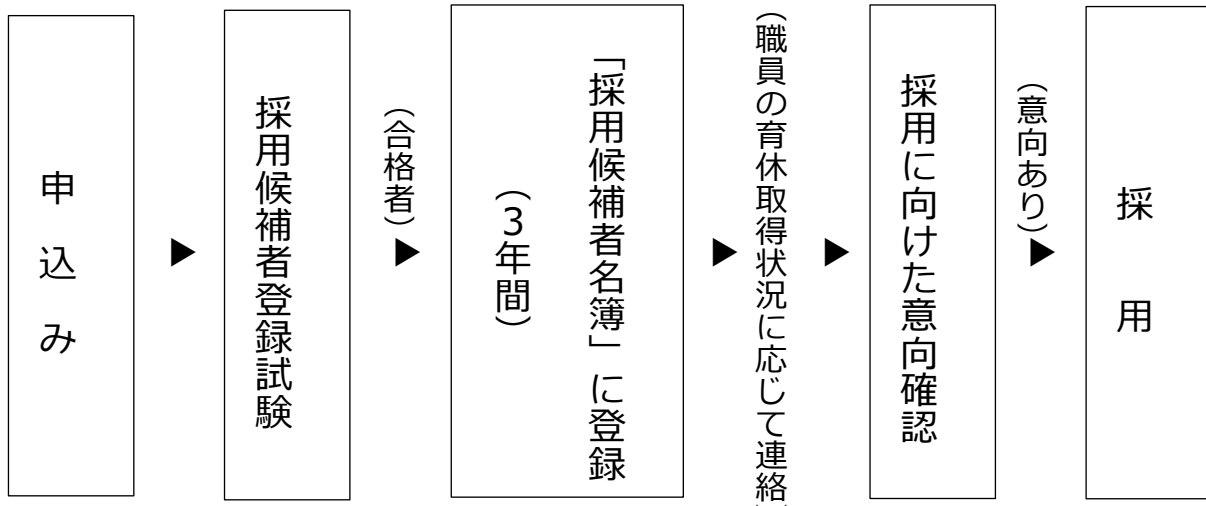 申込み
▶
採用候補者登録試験
（合格者）
▶
「採用候補者名簿」に登録
（３年間）
▶
（職員の育休取得状況に応じて連絡）
▶
採用に向けた意向確認
（意向あり）
▶
採用